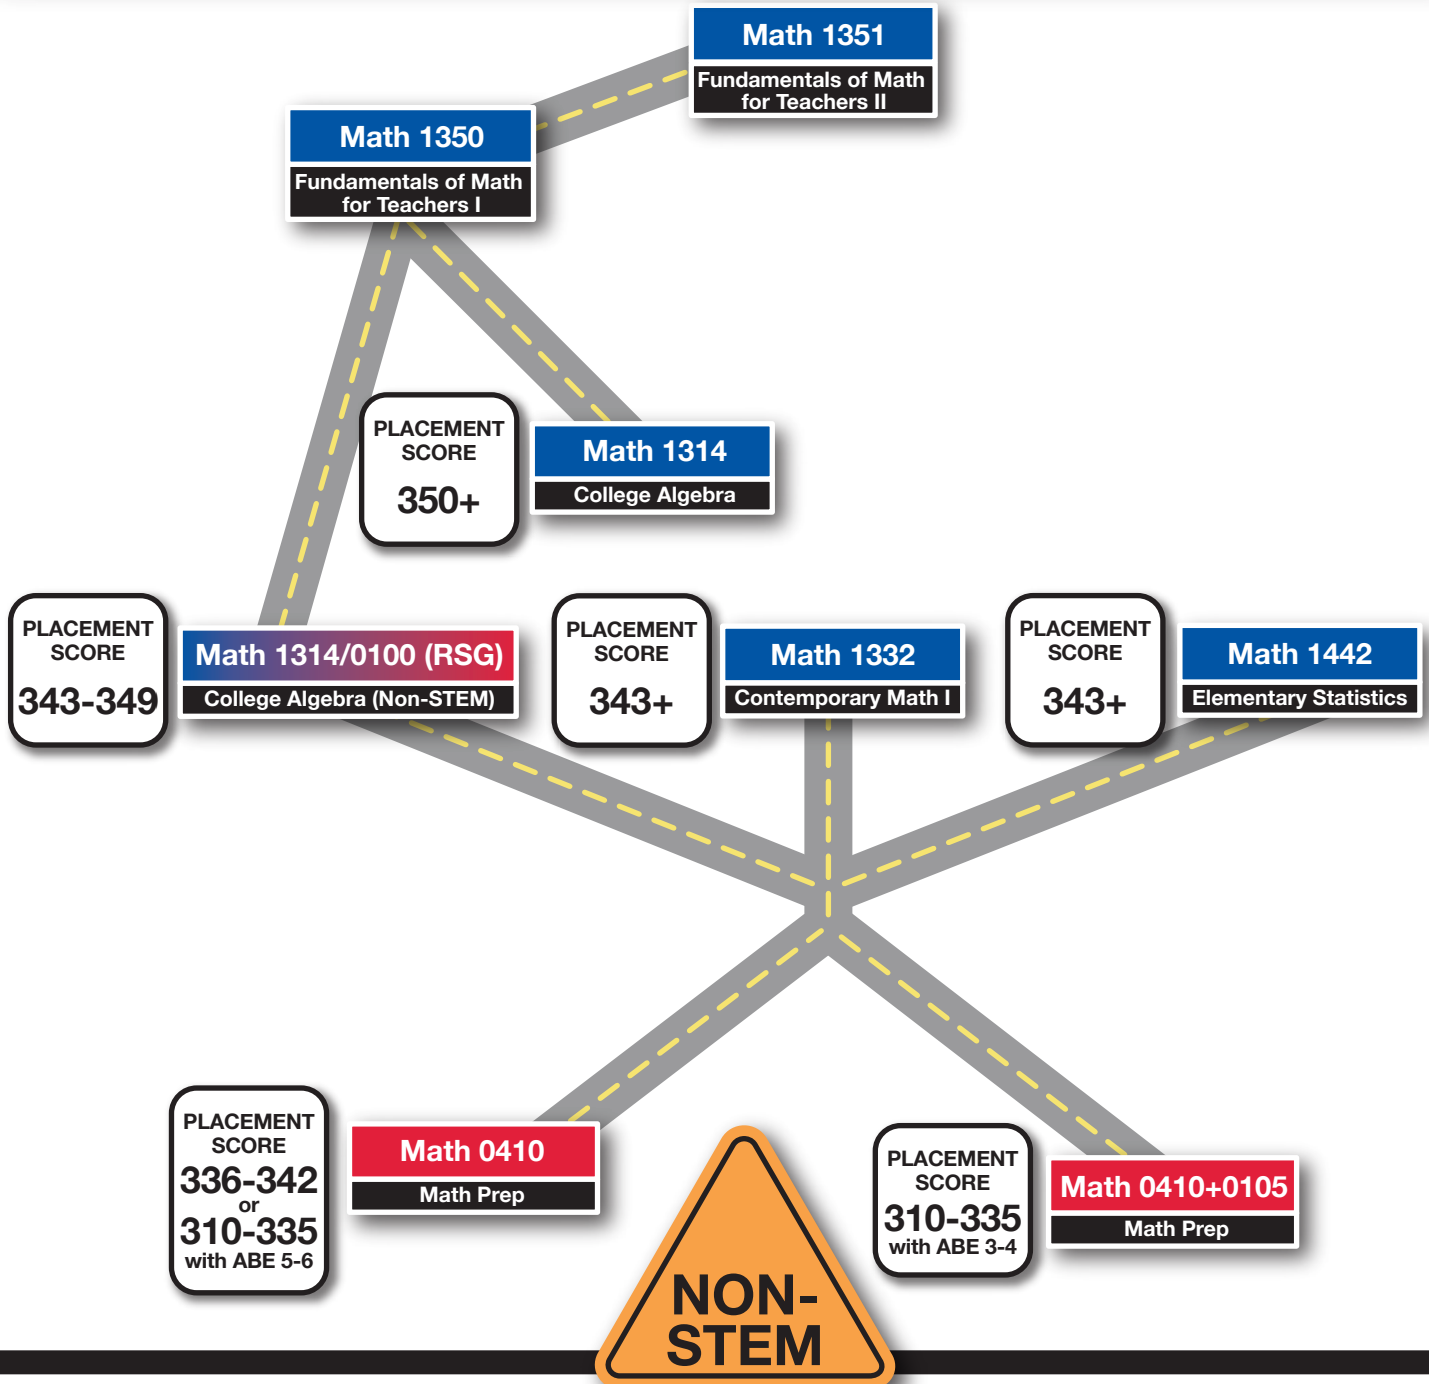 Math 1351
Fundamentals of Math
for Teachers II
Math 1350
Fundamentals of Math
for Teachers I
PLACEMENT
SCORE
350+
Math 1314
College Algebra
PLACEMENT
SCORE
343-349
Math 1314/0100 (RSG)
College Algebra (Non-STEM)
PLACEMENT
SCORE
343+
Math 1332
Contemporary Math I
PLACEMENT
SCORE
343+
Math 1442
Elementary Statistics
PLACEMENT
SCORE
336-342
or
310-335
with ABE 5-6
Math 0410
Math Prep
PLACEMENT
SCORE
310-335
with ABE 3-4
Math 0410+0105
Math Prep
NON-
STEM